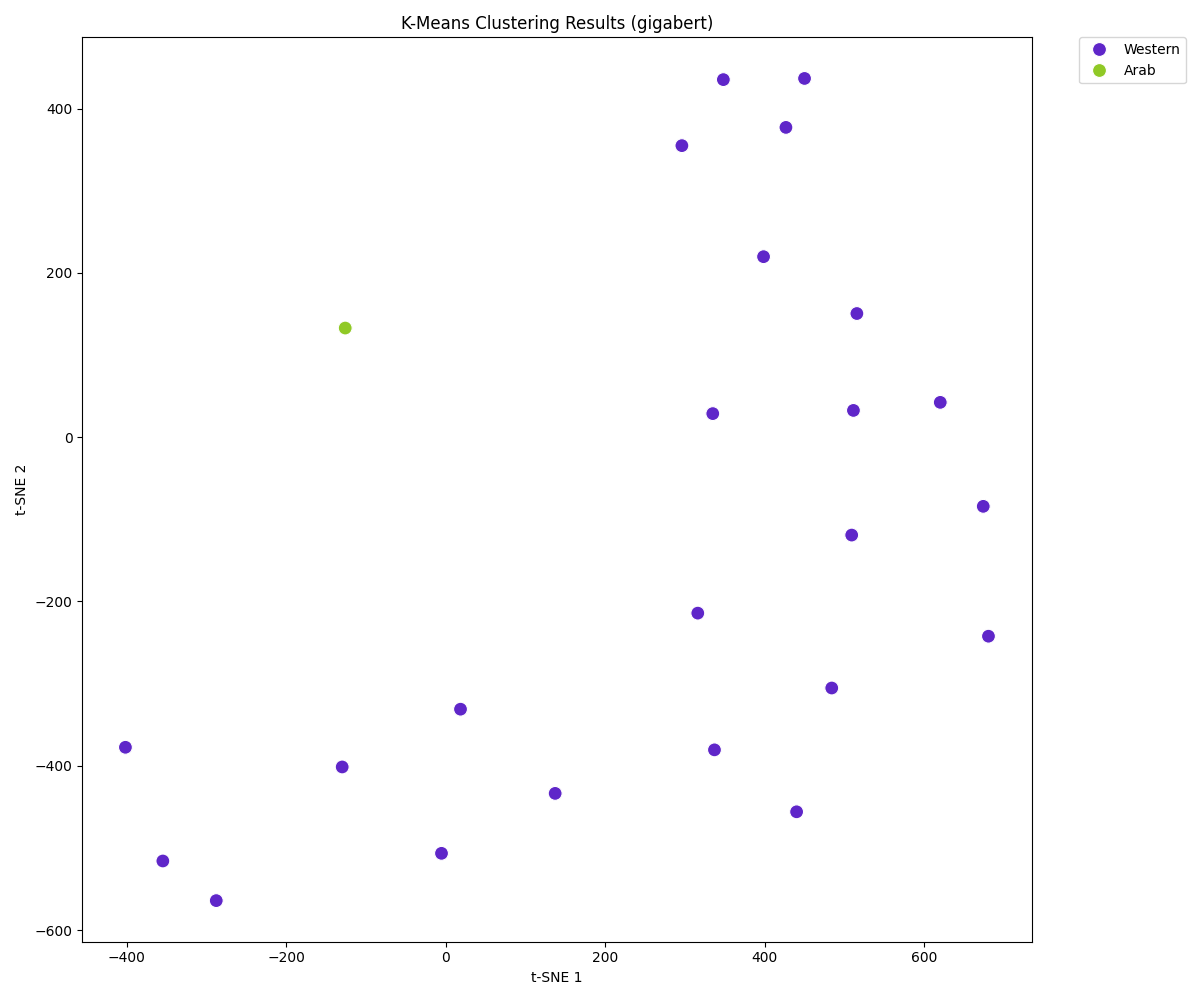 K-Means Clustering Results (gigabert)
Western
Arab
400
200
0
−200
−400
−600
t-SNE 2
−400 −200 0 200 400 600
t-SNE 1